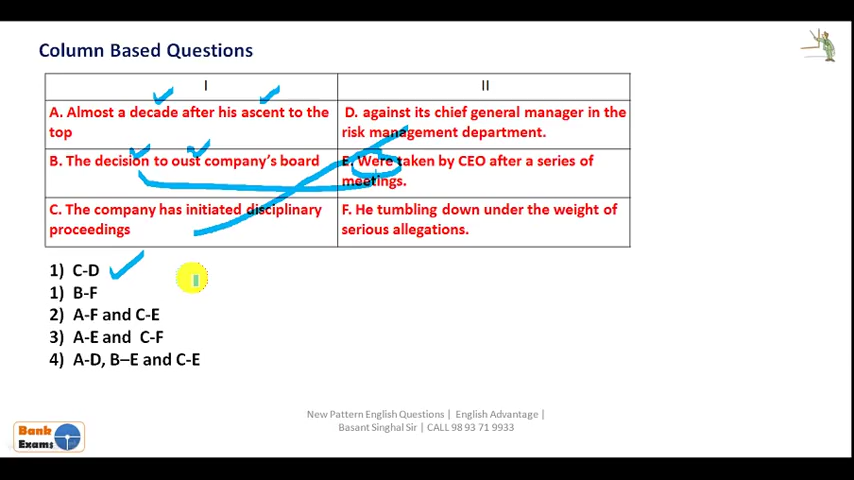 Column Based Questions
I
II
A. Almost a decade after his ascent to the
top
D. against its chief general manager in the
risk management department.
B. The decision to oust company's board
E. Were taken by CEO after a series of
meetings.
C. The company has initiated disciplinary
proceedings
F. He tumbling down under the weight of
serious allegations.
1) C-D
1) B-F
2) A-F and C-E
3) A-E and C-F
4) A-D, B–E and C-E
New Pattern English Questions | English Advantage |
Basant Singhal Sir | CALL 98 93 71 9933
Bank
Exams